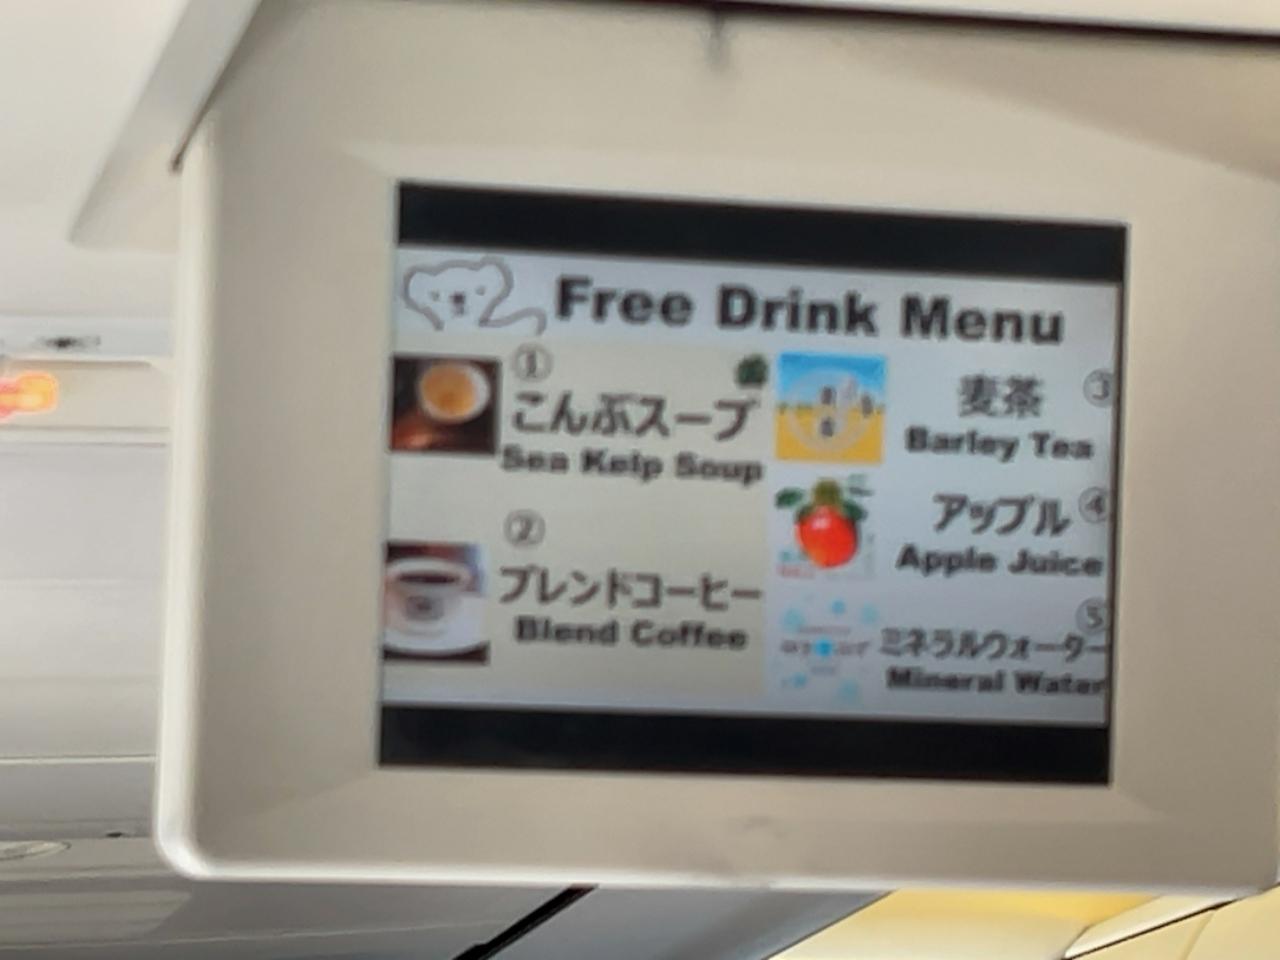 Free Drink Menu
①
こんぶスープ
Sea Kelp Soup
②
ブレンドコーヒー
Blend Coffee
麦茶 ③
Barley Tea
アップル ④
Apple Juice
⑤
ミネラルウォーター
Mineral Water